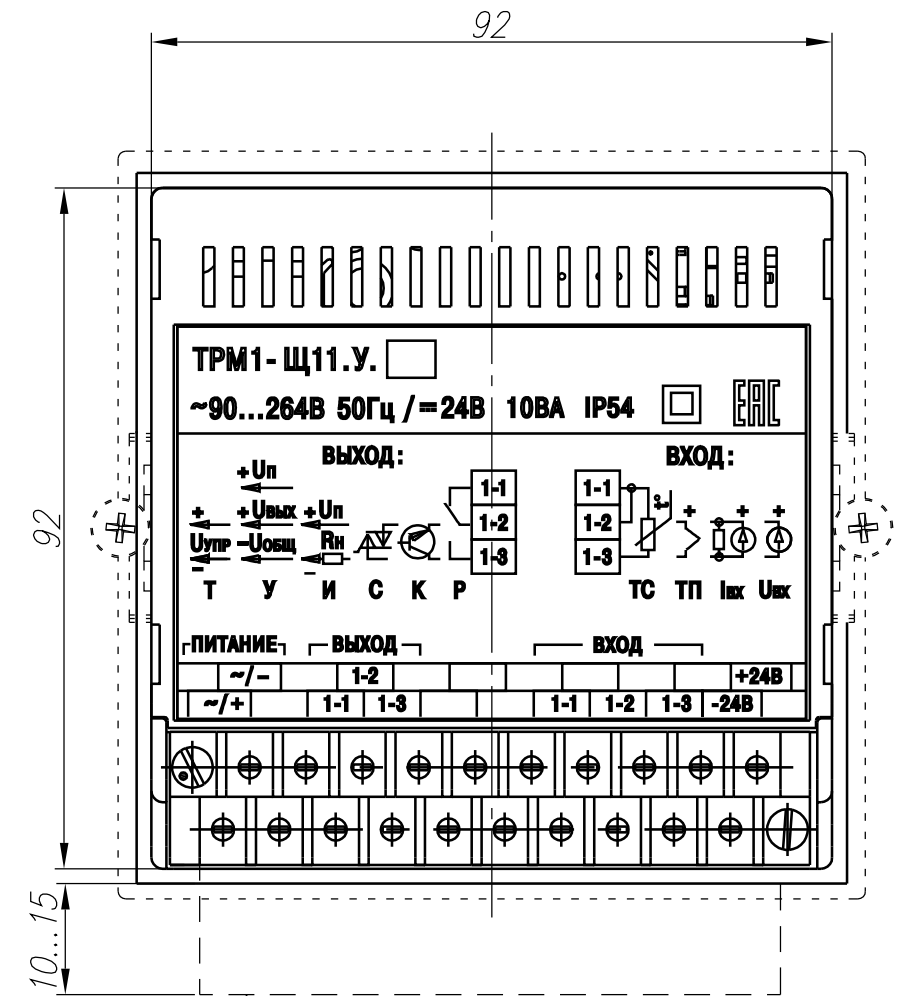 92
92
ТРМ1-Щ11.У.
~90...264В 50Гц /⎓24В 10ВА IP54 EAC
ВЫХОД: ВХОД:
+Uп
1-1 1-1
+ +Uвых +Uп
1-2 1-2 t° + + +
Uупр -Uобщ Rн
1-3 1-3
- -
Т У И С К Р ТС ТП Iвх Uвх
ПИТАНИЕ ВЫХОД ВХОД
~/- 1-2 +24В
~/+ 1-1 1-3 1-1 1-2 1-3 -24В
10...15